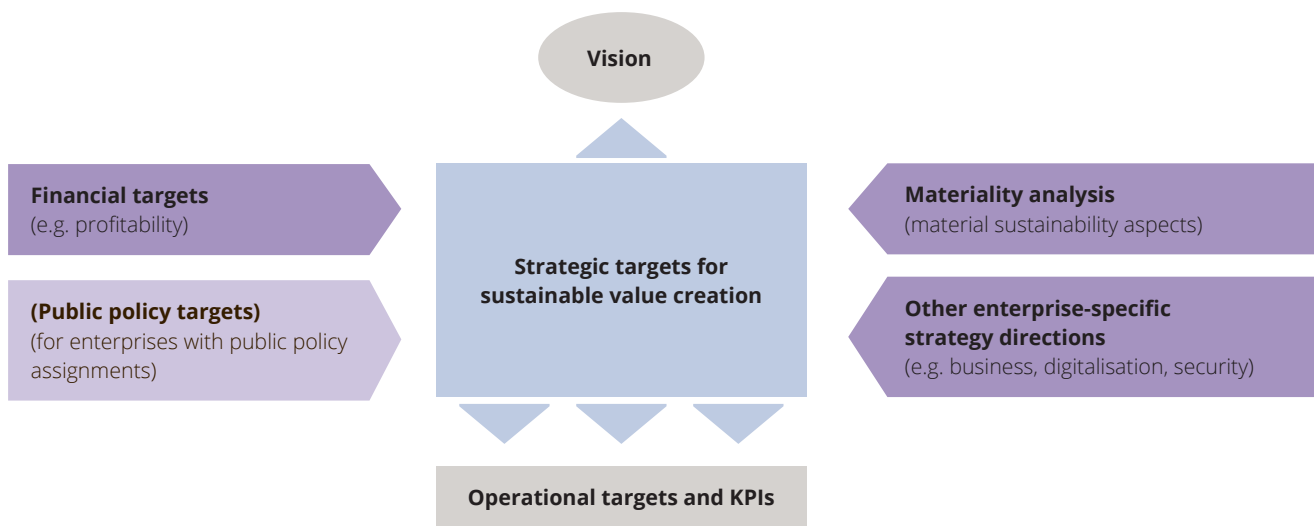 Vision
Financial targets
(e.g. profitability)
(Public policy targets)
(for enterprises with public policy
assignments)
Strategic targets for
sustainable value creation
Materiality analysis
(material sustainability aspects)
Other enterprise-specific
strategy directions
(e.g. business, digitalisation, security)
Operational targets and KPIs